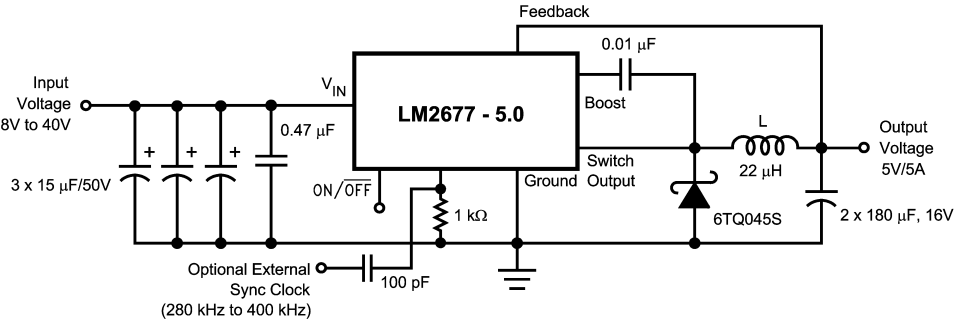 Feedback
0.01 μF
Input
Voltage
8V to 40V
VIN
Boost
LM2677 - 5.0
0.47 μF
L
Output
Voltage
5V/5A
+ + +
3 x 15 μF/50V
Switch
Output
22 μH
Ground
ON/OFF
1 kΩ
6TQ045S
2 x 180 μF, 16V
Optional External
Sync Clock
(280 kHz to 400 kHz)
100 pF